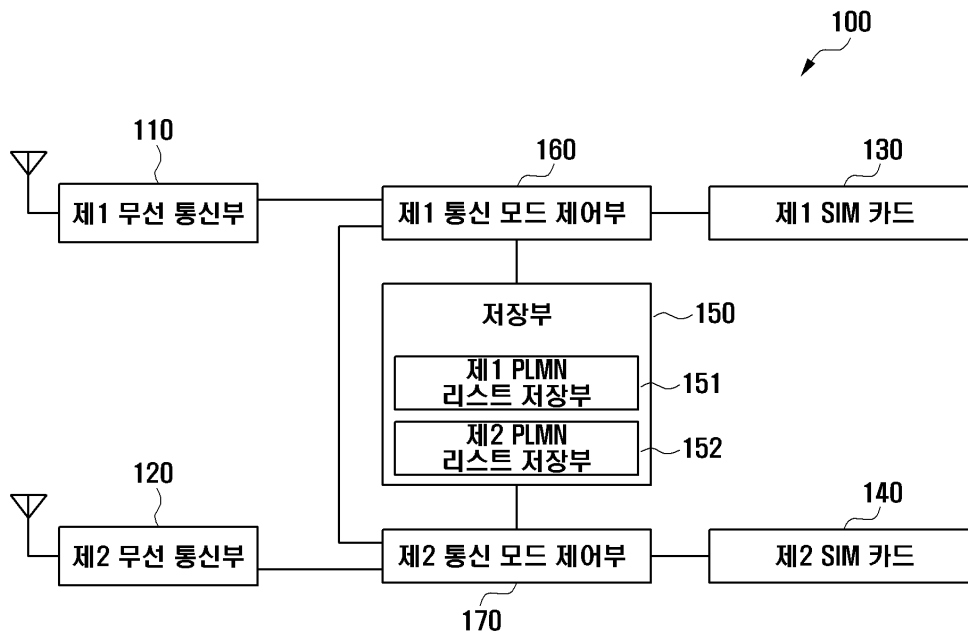 100
110
160
130
제1 무선 통신부
제1 통신 모드 제어부
제1 SIM 카드
저장부
150
제1 PLMN
리스트 저장부
151
제2 PLMN
리스트 저장부
152
120
140
제2 무선 통신부
제2 통신 모드 제어부
제2 SIM 카드
170